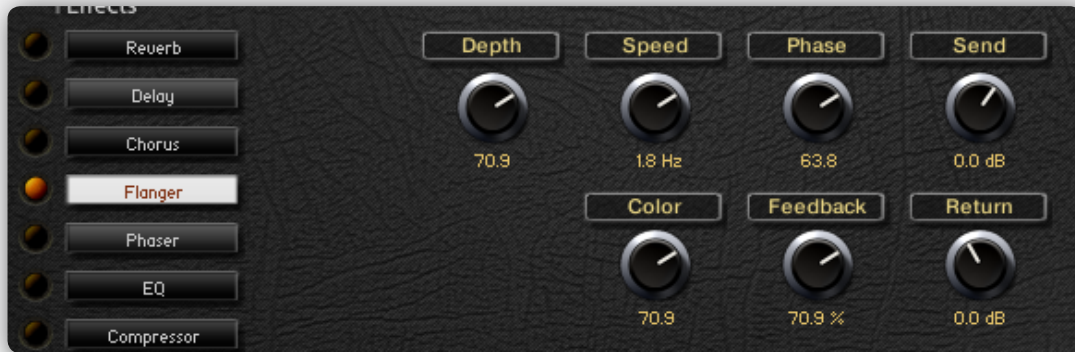 Effects
Reverb
Delay
Chorus
Flanger
Phaser
EQ
Compressor
Depth
Speed
Phase
Send
70.9
1.8 Hz
63.8
0.0 dB
Color
Feedback
Return
70.9
70.9 %
0.0 dB